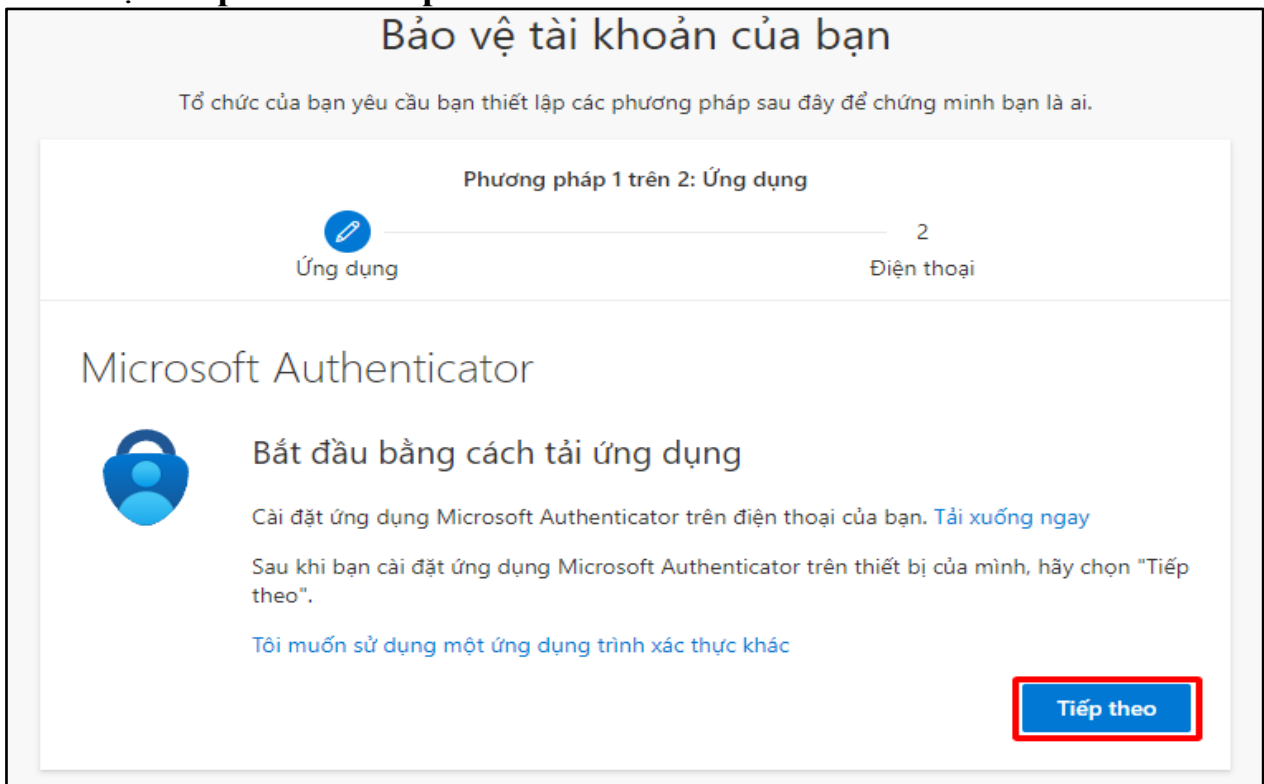 Bảo vệ tài khoản của bạn
Tổ chức của bạn yêu cầu bạn thiết lập các phương pháp sau đây để chứng minh bạn là ai.
Phương pháp 1 trên 2: Ứng dụng
2
Ứng dụng
Điện thoại
Microsoft Authenticator
Bắt đầu bằng cách tải ứng dụng
Cài đặt ứng dụng Microsoft Authenticator trên điện thoại của bạn. Tải xuống ngay
Sau khi bạn cài đặt ứng dụng Microsoft Authenticator trên thiết bị của mình, hãy chọn "Tiếp
theo".
Tôi muốn sử dụng một ứng dụng trình xác thực khác
Tiếp theo